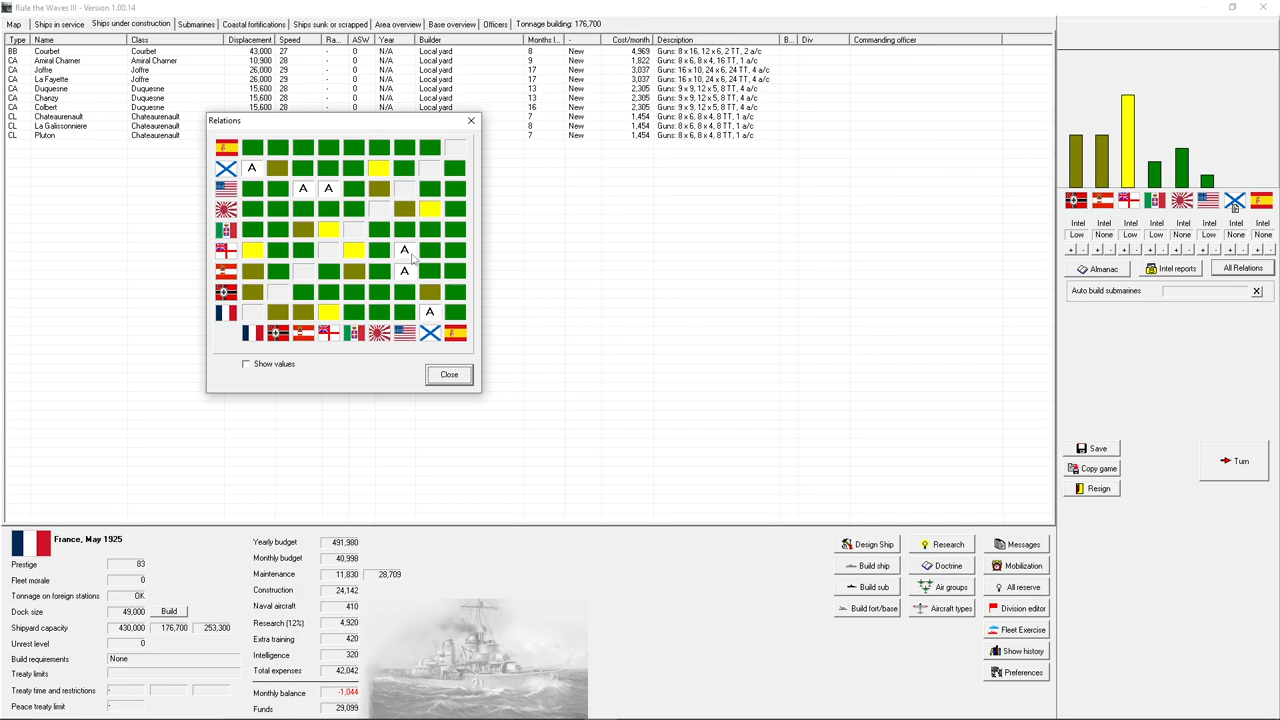 Rule the Waves III - Version 1.00.14
Map Ships in service Ships under construction Submarines Coastal fortifications Ships sunk or scrapped Area overview Base overview Officers Tonnage building: 176,700
Type Name Class Displacement Speed Ra... ASW Year Builder Months l... - Cost/month Description B... Div Commanding officer
BB Courbet Courbet 43,000 27 - 0 N/A Local yard 8 New 4,969 Guns: 8 x 16, 12 x 6, 2 TT, 2 a/c
CA Amiral Charner Amiral Charner 10,900 28 - 0 N/A Local yard 9 New 1,822 Guns: 8 x 6, 8 x 4, 16 TT, 1 a/c
CA Joffre Joffre 26,000 29 - 0 N/A Local yard 17 New 3,037 Guns: 16 x 10, 24 x 6, 24 TT, 4 a/c
CA La Fayette Joffre 26,000 29 - 0 N/A Local yard 17 New 3,037 Guns: 16 x 10, 24 x 6, 24 TT, 4 a/c
CA Duquesne Duquesne 15,600 28 - 0 N/A Local yard 13 New 2,305 Guns: 9 x 9, 12 x 5, 8 TT, 4 a/c
CA Chanzy Duquesne 15,600 28 - 0 N/A Local yard 13 New 2,305 Guns: 9 x 9, 12 x 5, 8 TT, 4 a/c
CA Colbert Duquesne 15,600 28 - 0 N/A Local yard 16 New 2,305 Guns: 9 x 9, 12 x 5, 8 TT, 4 a/c
CL Chateaurenault Chateaurenault 7 New 1,454 Guns: 8 x 6, 8 x 4, 8 TT, 1 a/c
CL La Galissonniere Chateaurenault 8 New 1,454 Guns: 8 x 6, 8 x 4, 8 TT, 1 a/c
CL Pluton Chateaurenault 7 New 1,454 Guns: 8 x 6, 8 x 4, 8 TT, 1 a/c
Relations
A
A A
A
A
A
Show values
Close
Intel Intel Intel Intel Intel Intel Intel Intel
Low None Low Low Low Low None None
+ - + - + - + - + - + - + - + -
Almanac Intel reports All Relations
Auto build submarines
Save
Copy game
Resign
Turn
France, May 1925
Prestige 83
Fleet morale 0
Tonnage on foreign stations OK
Dock size 49,000 Build
Shipyard capacity 430,000 176,700 253,300
Unrest level 0
Build requirements None
Treaty limits
Treaty time and restrictions -
Peace treaty limit -
Yearly budget 491,980
Monthly budget 40,998
Maintenance 11,830 28,709
Construction 24,142
Naval aircraft 410
Research (12%) 4,920
Extra training 420
Intelligence 320
Total expenses 42,042
Monthly balance -1,044
Funds 29,099
Design Ship Research Messages
Build ship Doctrine Mobilization
Build sub Air groups All reserve
Build fort/base Aircraft types Division editor
Fleet Exercise
Show history
Preferences